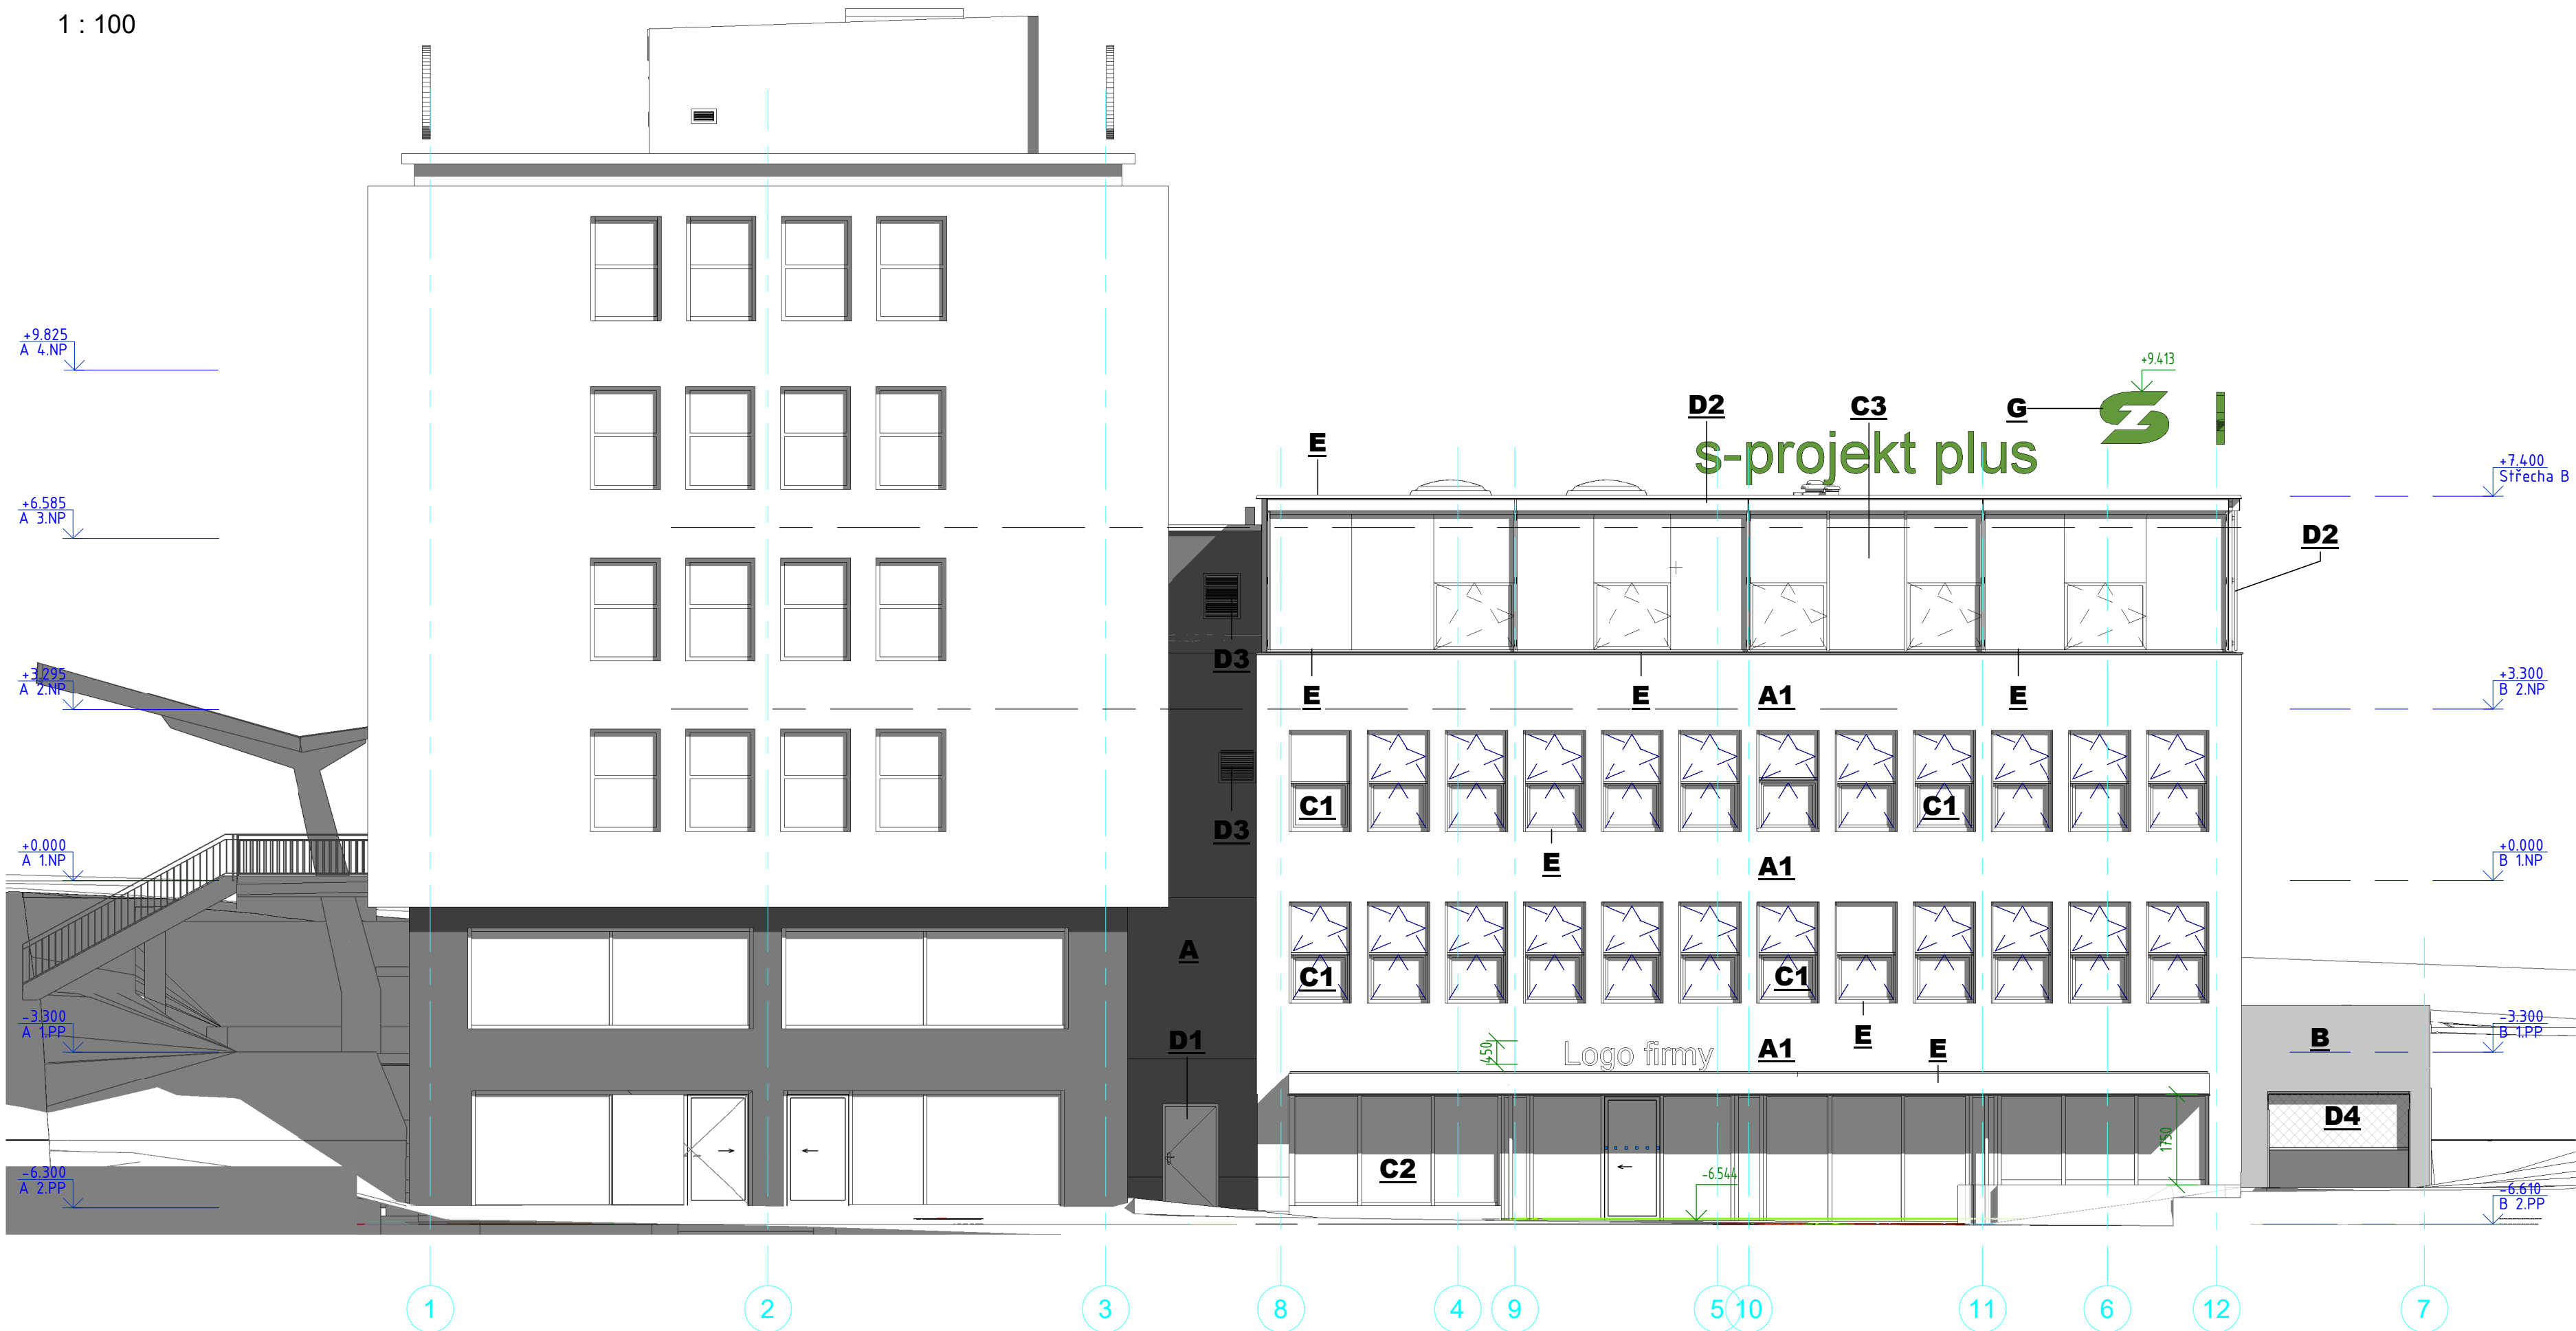 1 : 100
+9.825
A 4.NP
+9.413
D2
C3
G
E
s-projekt plus
+7.400
Střecha B
+6.585
A 3.NP
D2
D3
+3.295
A 2.NP
E
E
A1
E
+3.300
B 2.NP
C1
C1
D3
+0.000
A 1.NP
E
A1
+0.000
B 1.NP
A
C1
C1
-3.300
A 1.PP
D1
450
Logo firmy
A1
E
E
B
-3.300
B 1.PP
D4
1750
C2
-6.544
-6.300
A 2.PP
-6.610
B 2.PP
1
2
3
8
4
9
5
10
11
6
12
7